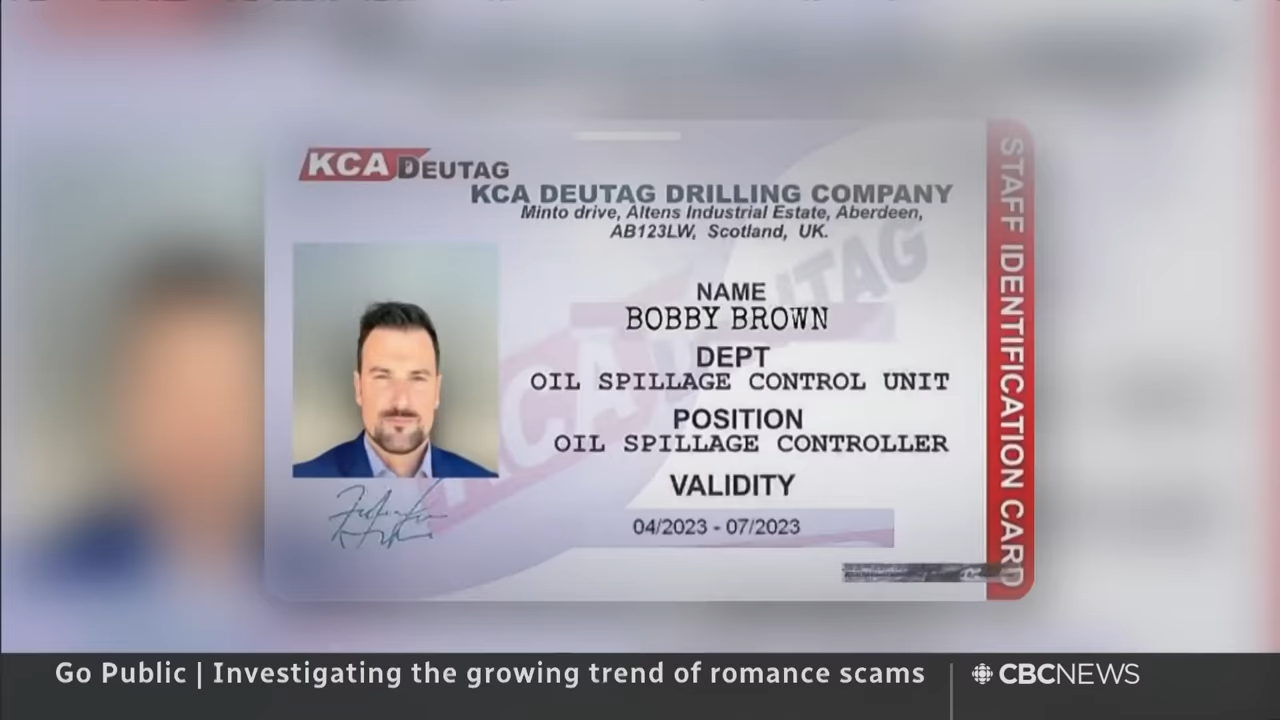 KCA DEUTAG
KCA DEUTAG DRILLING COMPANY
Minto drive, Altens Industrial Estate, Aberdeen,
AB123LW, Scotland, UK.
NAME
BOBBY BROWN
DEPT
OIL SPILLAGE CONTROL UNIT
POSITION
OIL SPILLAGE CONTROLLER
VALIDITY
04/2023 - 07/2023
STAFF IDENTIFICATION CARD
KCA DEUTAG
Go Public | Investigating the growing trend of romance scams
CBCNEWS